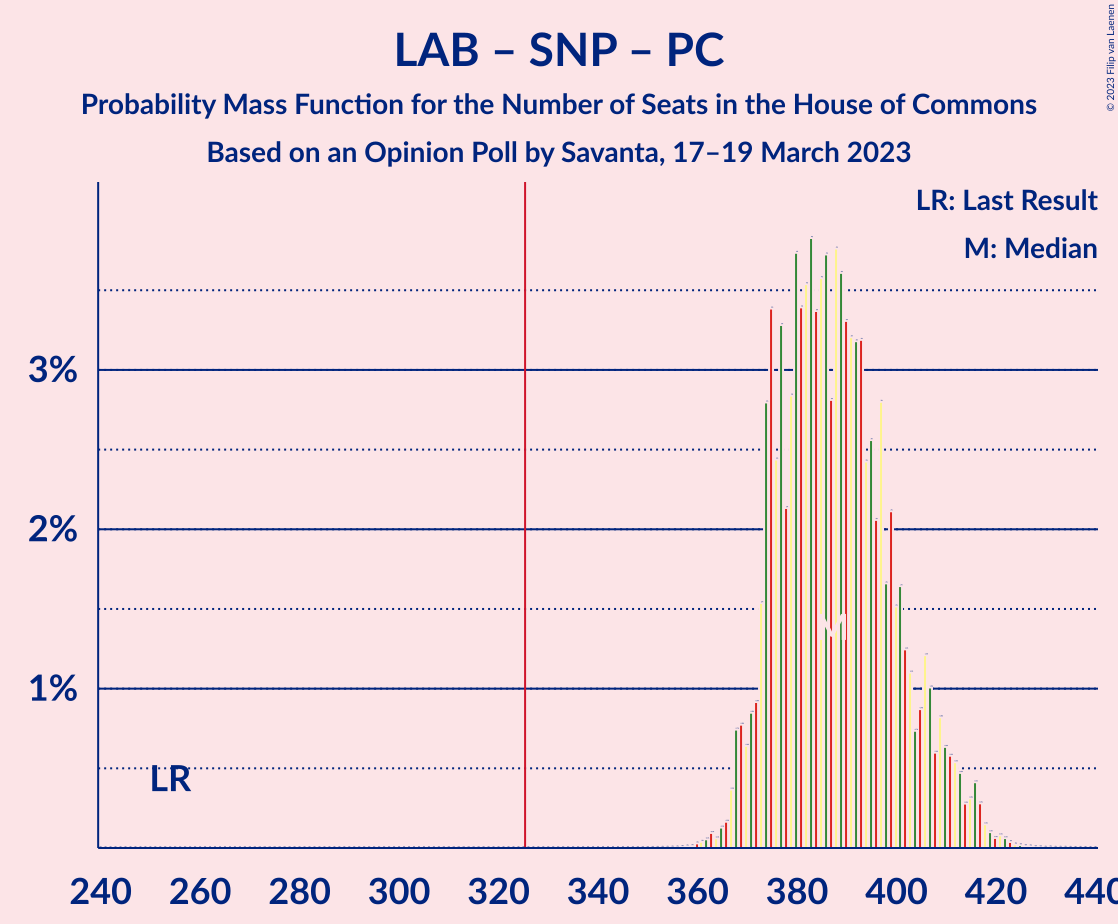 © 2023 Filip van Laenen
LAB – SNP – PC
Probability Mass Function for the Number of Seats in the House of Commons
Based on an Opinion Poll by Savanta, 17–19 March 2023
LR: Last Result
M: Median
3%
2%
M
1%
LR
240 260 280 300 320 340 360 380 400 420 440